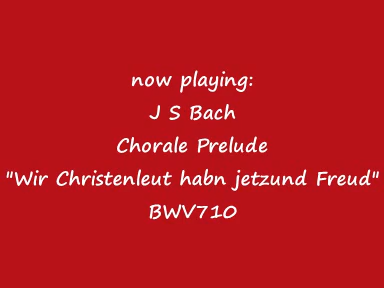 now playing:
J S Bach
Chorale Prelude
"Wir Christenleut habn jetzund Freud"
BWV710